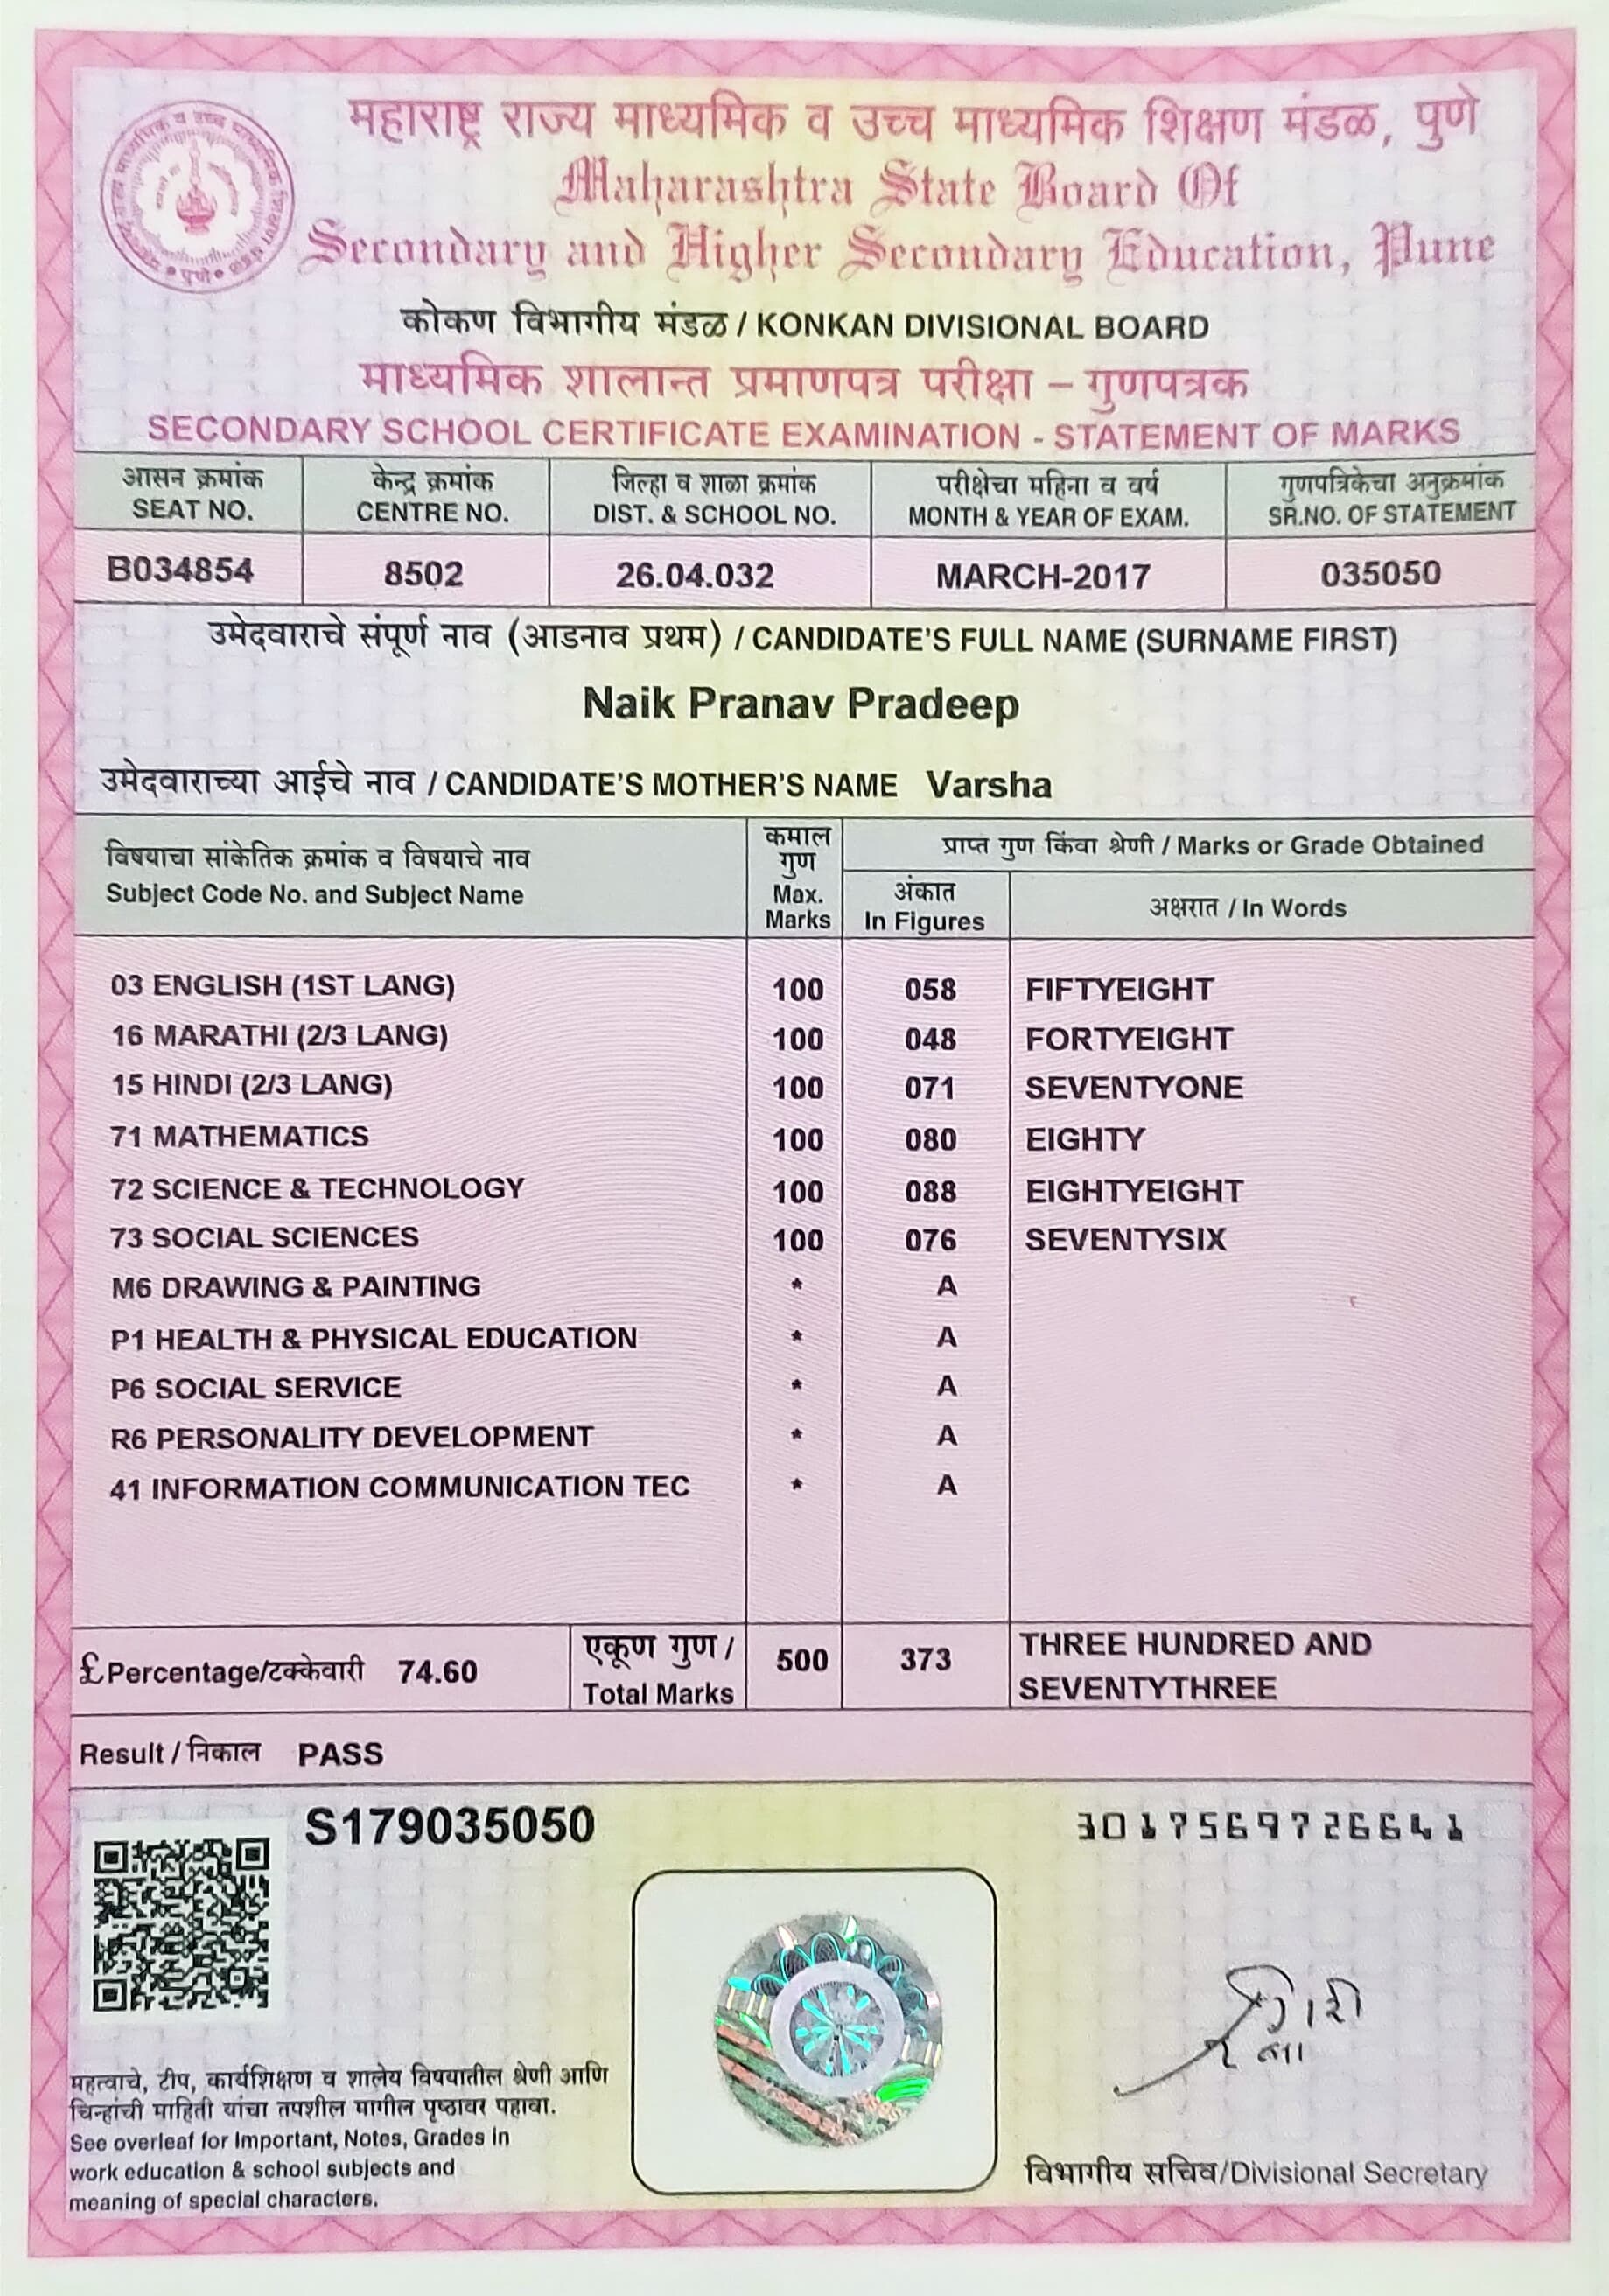 महाराष्ट्र राज्य माध्यमिक व उच्च माध्यमिक शिक्षण मंडळ, पुणे
Maharashtra State Board Of
Secondary and Higher Secondary Education, Pune
कोकण विभागीय मंडळ / KONKAN DIVISIONAL BOARD
माध्यमिक शालान्त प्रमाणपत्र परीक्षा – गुणपत्रक
SECONDARY SCHOOL CERTIFICATE EXAMINATION - STATEMENT OF MARKS
आसन क्रमांक केन्द्र क्रमांक जिल्हा व शाळा क्रमांक परीक्षेचा महिना व वर्ष गुणपत्रिकेचा अनुक्रमांक
SEAT NO. CENTRE NO. DIST. & SCHOOL NO. MONTH & YEAR OF EXAM. SR.NO. OF STATEMENT
B034854 8502 26.04.032 MARCH-2017 035050
उमेदवाराचे संपूर्ण नाव (आडनाव प्रथम) / CANDIDATE'S FULL NAME (SURNAME FIRST)
Naik Pranav Pradeep
उमेदवाराच्या आईचे नाव / CANDIDATE'S MOTHER'S NAME Varsha
विषयाचा सांकेतिक क्रमांक व विषयाचे नाव
Subject Code No. and Subject Name
कमाल
गुण
Max.
Marks
प्राप्त गुण किंवा श्रेणी / Marks or Grade Obtained
अंकात
In Figures
अक्षरात / In Words
03 ENGLISH (1ST LANG) 100 058 FIFTYEIGHT
16 MARATHI (2/3 LANG) 100 048 FORTYEIGHT
15 HINDI (2/3 LANG) 100 071 SEVENTYONE
71 MATHEMATICS 100 080 EIGHTY
72 SCIENCE & TECHNOLOGY 100 088 EIGHTYEIGHT
73 SOCIAL SCIENCES 100 076 SEVENTYSIX
M6 DRAWING & PAINTING * A
P1 HEALTH & PHYSICAL EDUCATION * A
P6 SOCIAL SERVICE * A
R6 PERSONALITY DEVELOPMENT * A
41 INFORMATION COMMUNICATION TEC * A
£ Percentage/टक्केवारी 74.60
एकूण गुण /
Total Marks
500 373 THREE HUNDRED AND
SEVENTYTHREE
Result / निकाल PASS
S179035050
3017569726641
महत्वाचे, टीप, कार्यशिक्षण व शालेय विषयातील श्रेणी आणि
चिन्हांची माहिती यांचा तपशील मागील पृष्ठावर पहावा.
See overleaf for Important, Notes, Grades in
work education & school subjects and
meaning of special characters.
विभागीय सचिव/Divisional Secretary